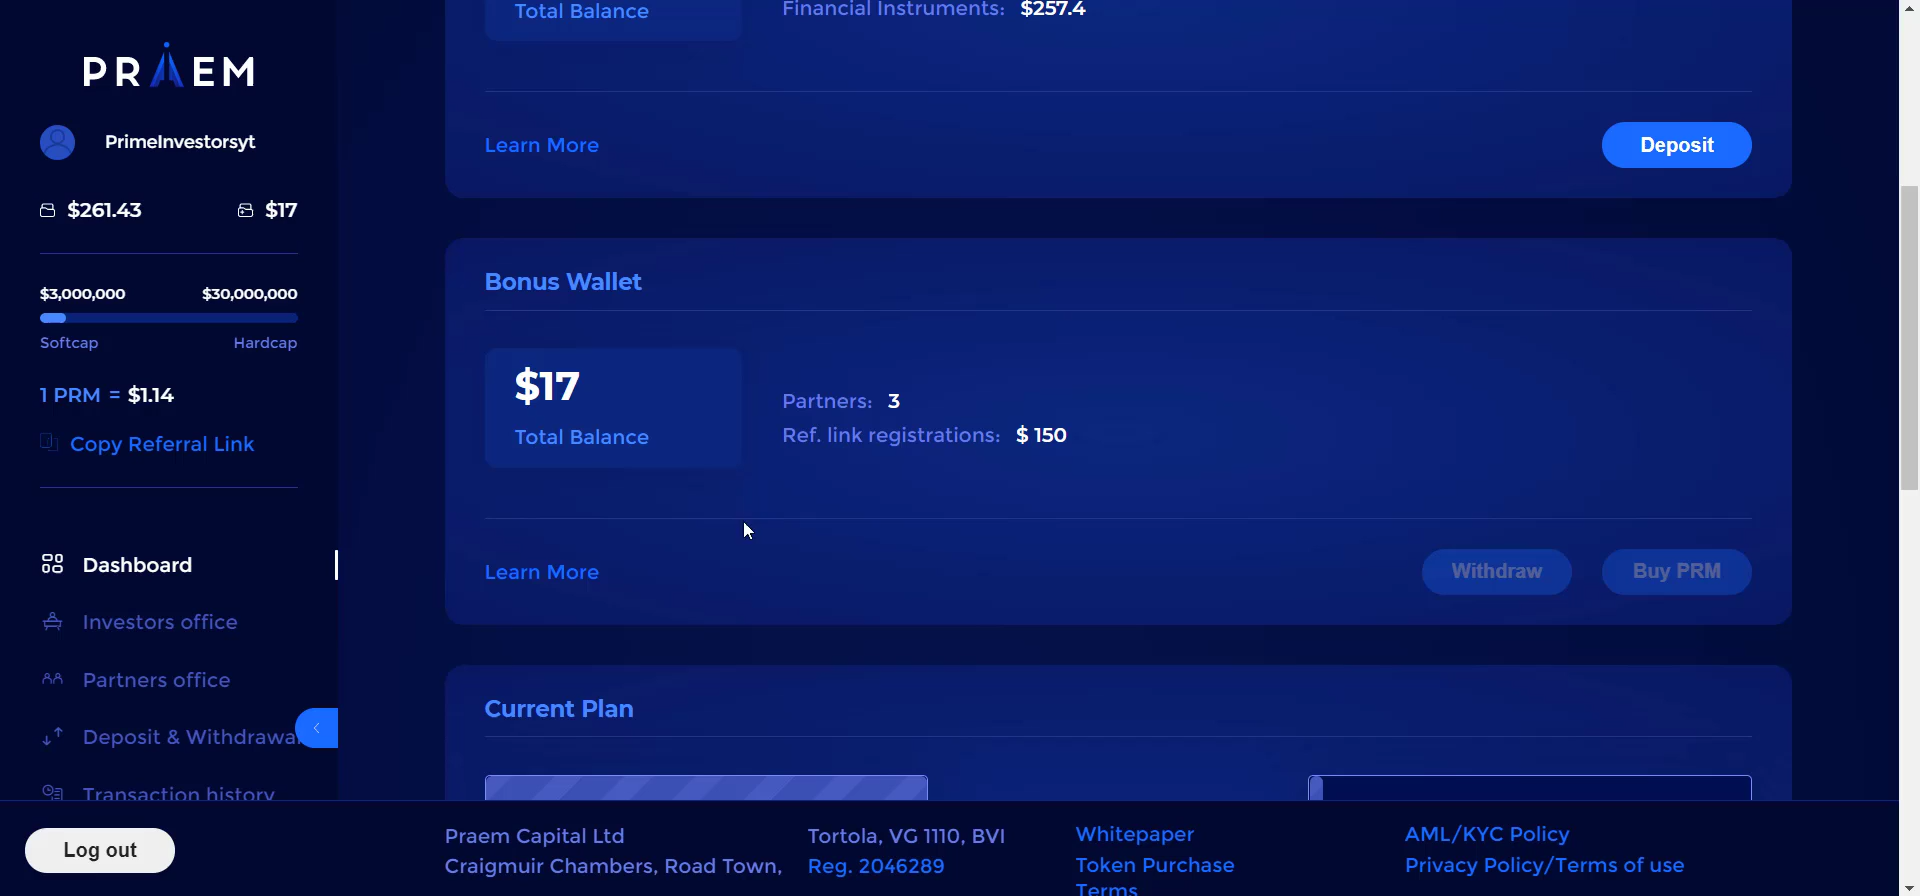 PRAEM
PrimeInvestorsyt
$261.43
$17
$3,000,000
$30,000,000
Softcap
Hardcap
1 PRM = $1.14
Copy Referral Link
Dashboard
Investors office
Partners office
Deposit & Withdrawal
Transaction history
Log out
Total Balance
Financial Instruments: $257.4
Learn More
Deposit
Bonus Wallet
$17
Total Balance
Partners: 3
Ref. link registrations: $ 150
Learn More
Withdraw
Buy PRM
Current Plan
Praem Capital Ltd
Craigmuir Chambers, Road Town,
Tortola, VG 1110, BVI
Reg. 2046289
Whitepaper
Token Purchase
Terms
AML/KYC Policy
Privacy Policy/Terms of use